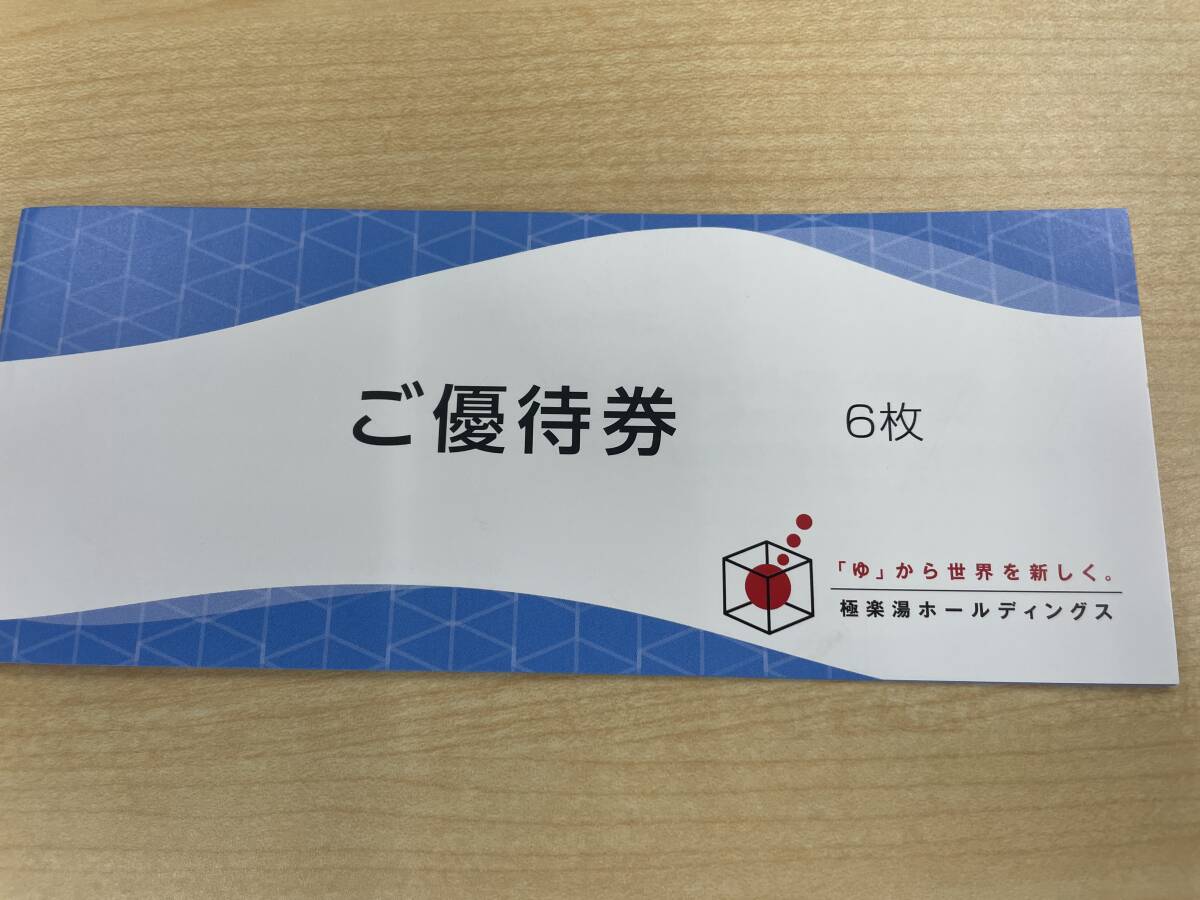 ご優待券 6枚
「ゆ」から世界を新しく。
極楽湯ホールディングス